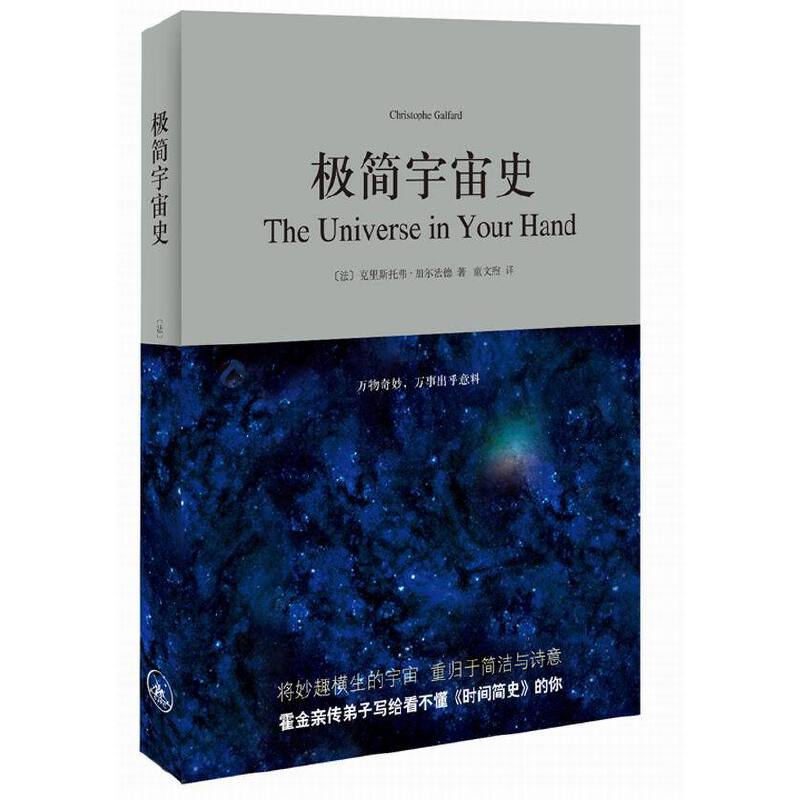 Christophe Galfard
极简宇宙史
The Universe in Your Hand
〔法〕克里斯托弗·加尔法德 著 童文煦 译
万物奇妙，万事出乎意料
将妙趣横生的宇宙 重归于简洁与诗意
霍金亲传弟子写给看不懂《时间简史》的你
极简宇宙史
〔法〕